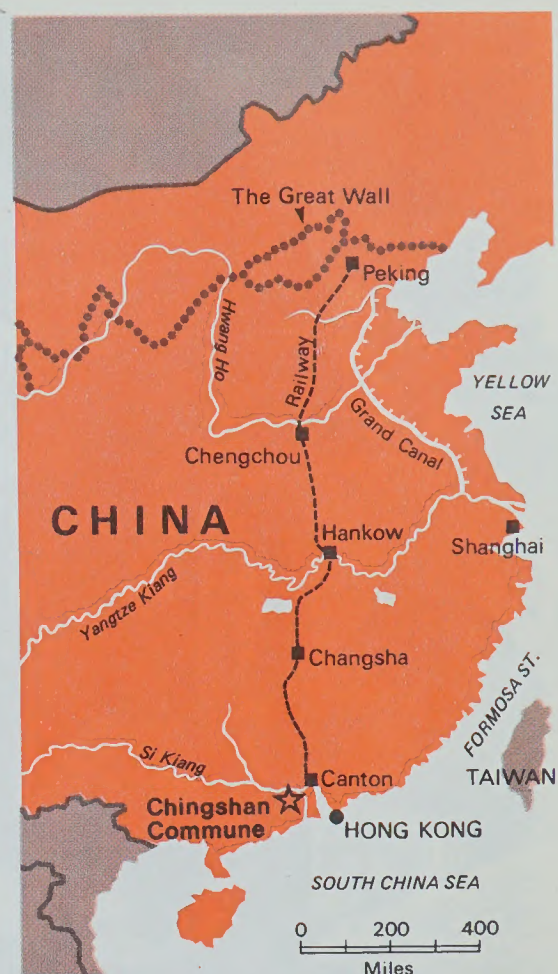 The Great Wall
Peking
Hwang Ho
Railway
YELLOW
SEA
Grand Canal
Chengchou
CHINA
Hankow
Shanghai
Yangtze Kiang
Changsha
FORMOSA ST.
Si Kiang
Canton
TAIWAN
Chingshan
Commune
HONG KONG
SOUTH CHINA SEA
0 200 400
Miles